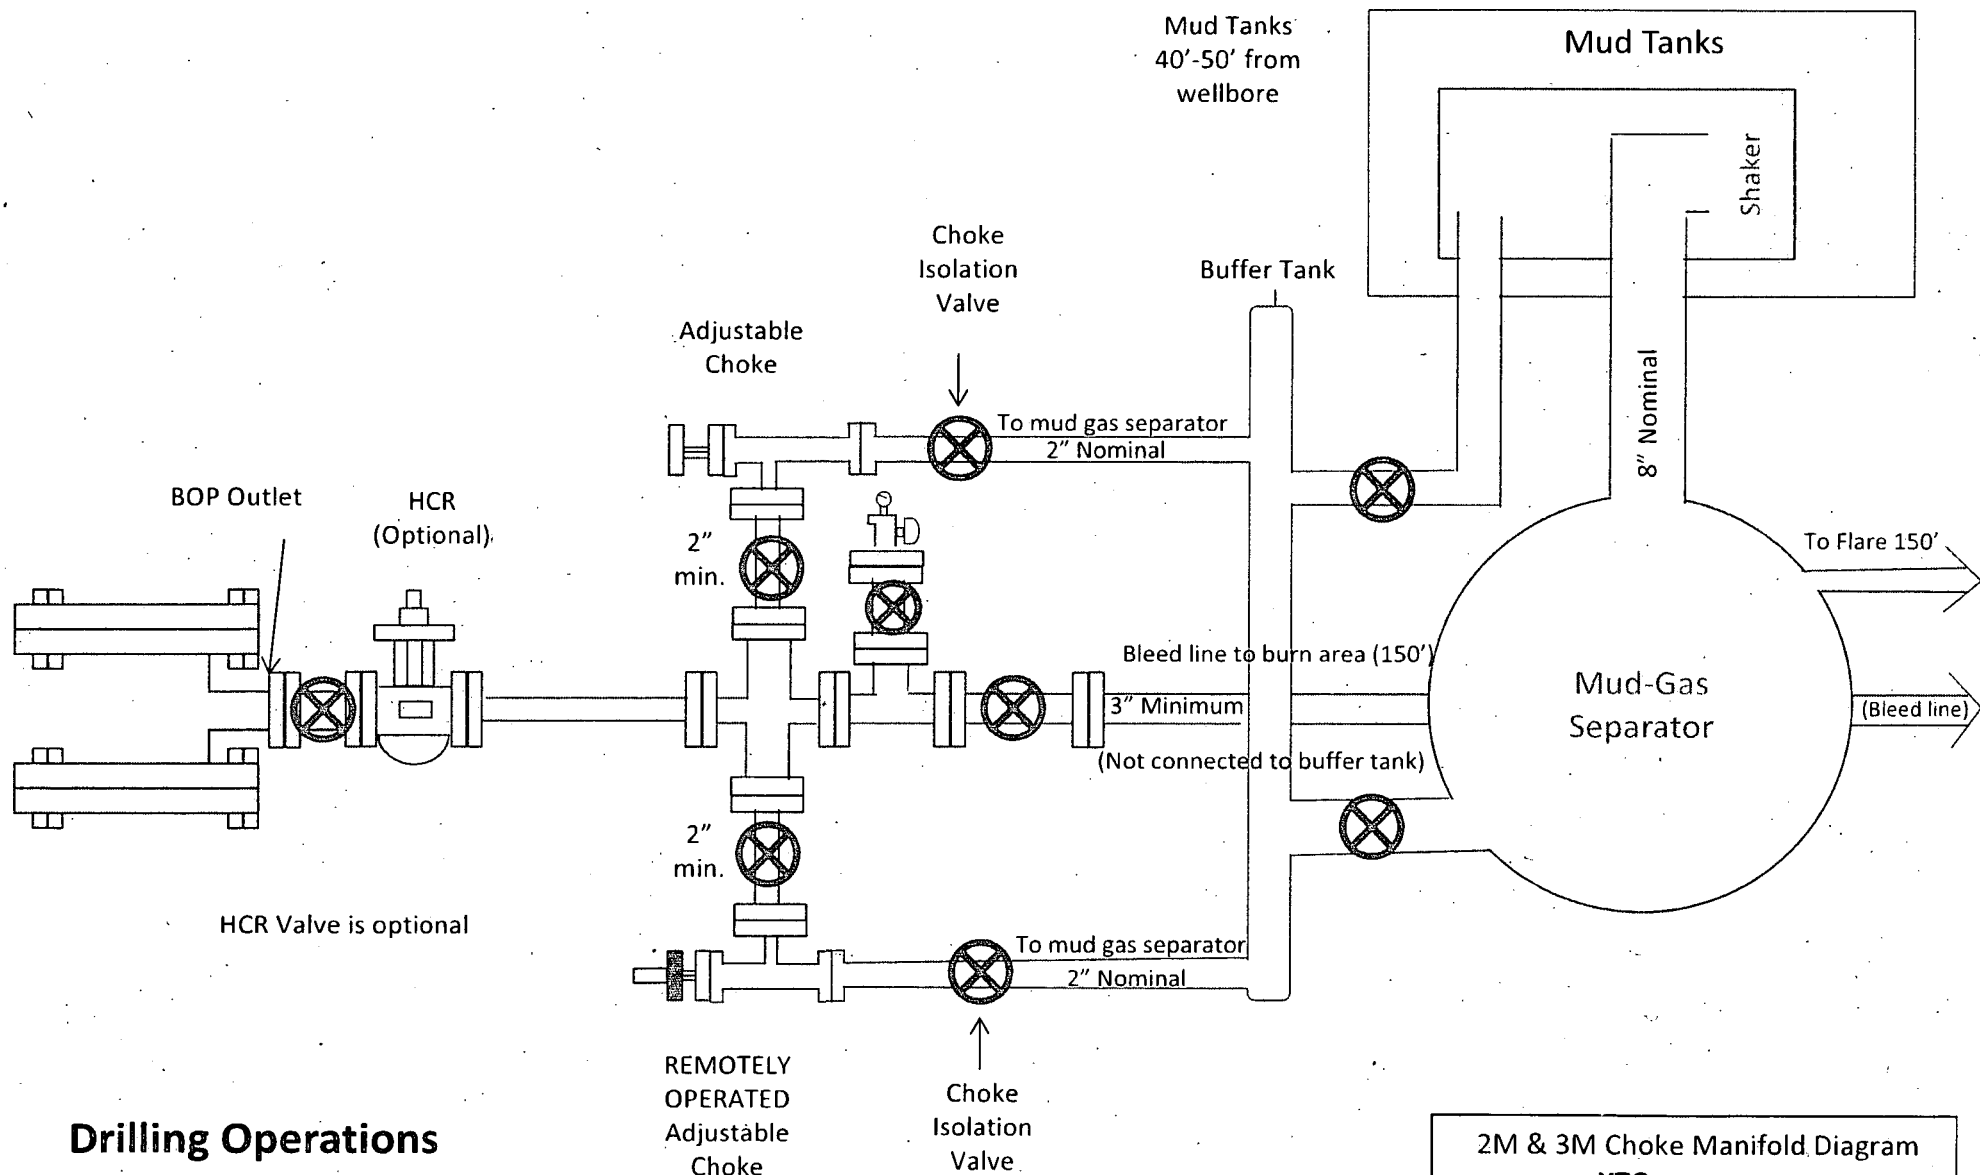 Mud Tanks
40'-50' from
wellbore
Mud Tanks
Shaker
Choke
Isolation
Valve
Buffer Tank
Adjustable
Choke
8" Nominal
To mud gas separator
2" Nominal
BOP Outlet
HCR
(Optional)
2"
min.
To Flare 150'
Bleed line to burn area (150')
3" Minimum
(Not connected to buffer tank)
Mud-Gas
Separator
(Bleed line)
2"
min.
HCR Valve is optional
To mud gas separator
2" Nominal
REMOTELY
OPERATED
Adjustable
Choke
Choke
Isolation
Valve
Drilling Operations
2M & 3M Choke Manifold Diagram